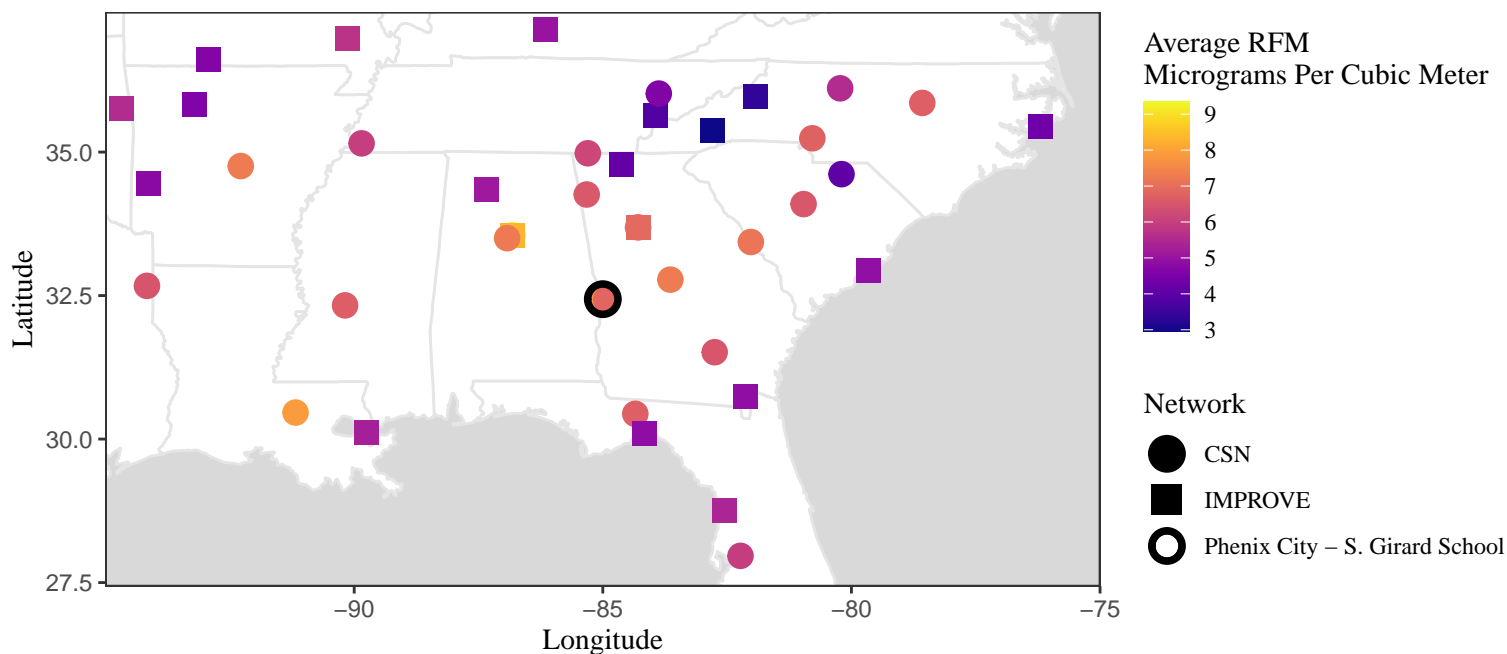 Average RFM
Micrograms Per Cubic Meter
9
8
7
6
5
4
3
Network
CSN
IMPROVE
Phenix City – S. Girard School
Latitude
35.0
32.5
30.0
27.5
−90
−85
−80
−75
Longitude